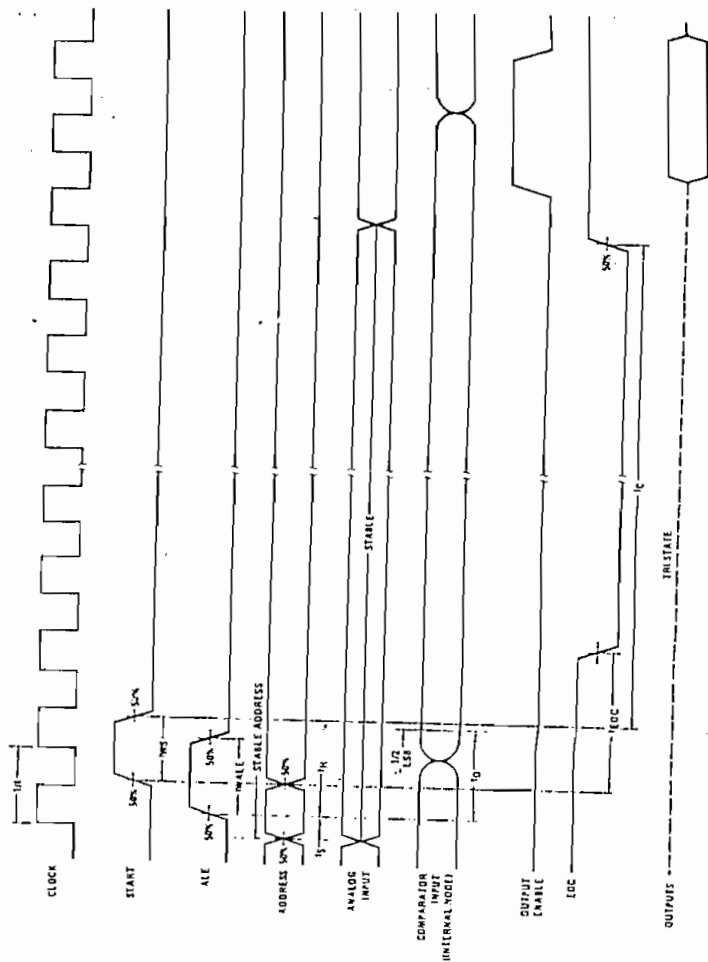 CLOCK
1/f
START
50%
tWS
50%
ALE
50%
tWALE
50%
STABLE ADDRESS
ADDRESS
50%
50%
tS
tH
ANALOG
INPUT
STABLE
COMPARATOR
INPUT
(INTERNAL NODE)
1/2
LSB
tD
OUTPUT
ENABLE
EOC
tEOC
50%
tC
OUTPUTS
TRISTATE